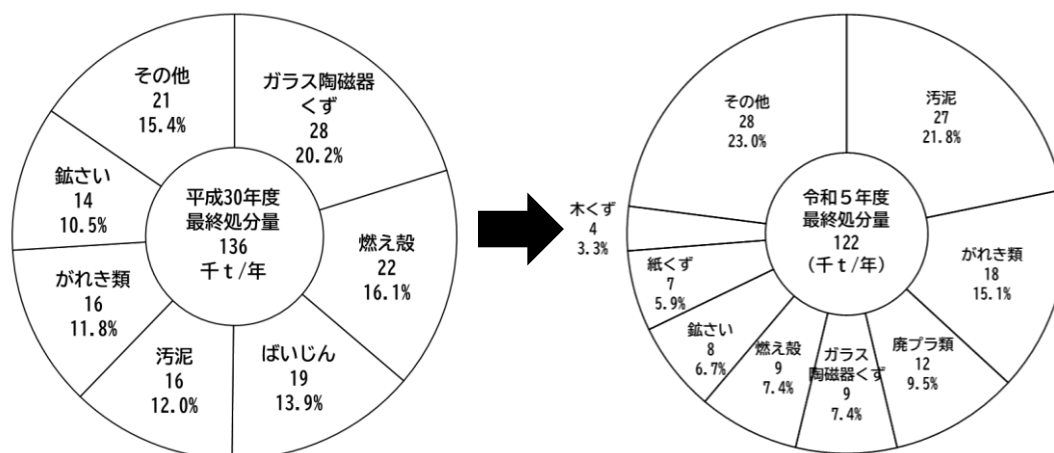 その他
21
15.4%
ガラス陶磁器
くず
28
20.2%
鉱さい
14
10.5%
平成30年度
最終処分量
136
千ｔ/年
燃え殻
22
16.1%
がれき類
16
11.8%
汚泥
16
12.0%
ばいじん
19
13.9%
その他
28
23.0%
汚泥
27
21.8%
木くず
4
3.3%
令和５年度
最終処分量
122
（千ｔ/年）
がれき類
18
15.1%
紙くず
7
5.9%
鉱さい
8
6.7%
燃え殻
9
7.4%
ガラス
陶磁器くず
9
7.4%
廃プラ類
12
9.5%